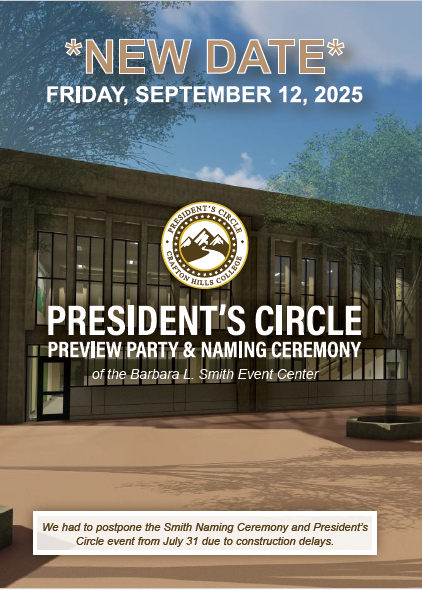 *NEW DATE*
FRIDAY, SEPTEMBER 12, 2025
PRESIDENT'S CIRCLE
CRAFTON HILLS COLLEGE
PRESIDENT'S CIRCLE
PREVIEW PARTY & NAMING CEREMONY
of the Barbara L. Smith Event Center
We had to postpone the Smith Naming Ceremony and President's
Circle event from July 31 due to construction delays.